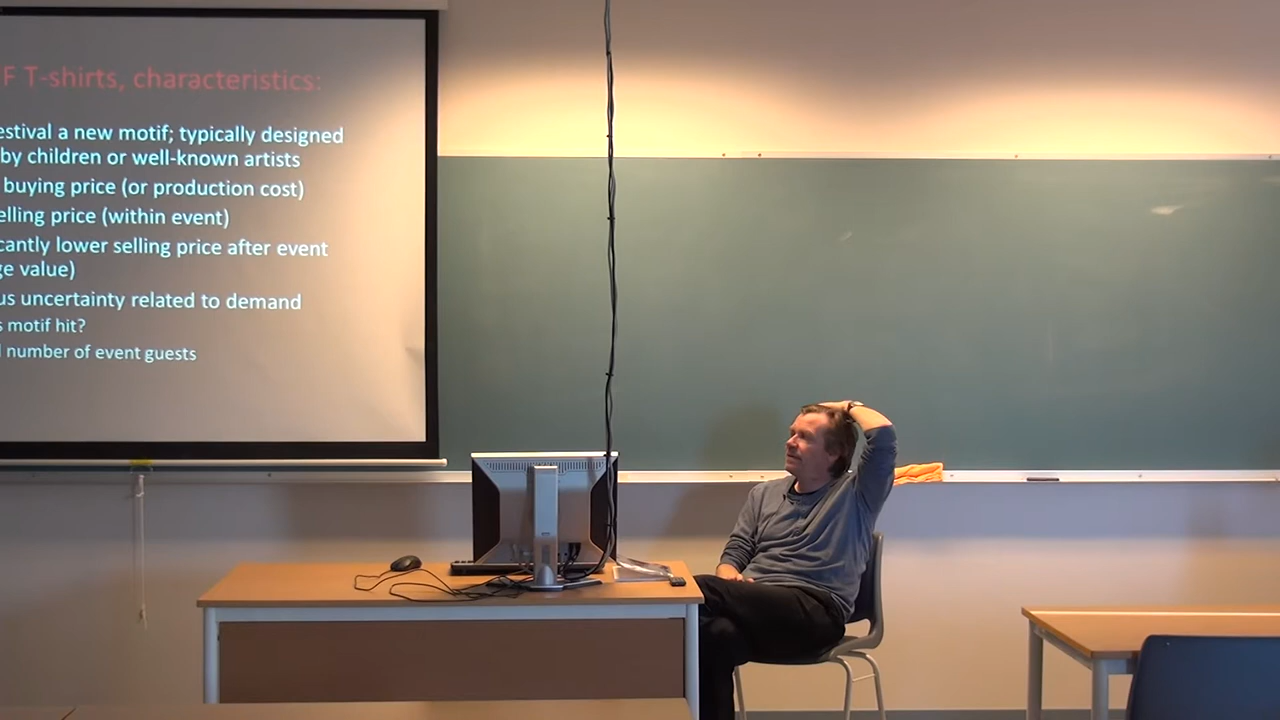 F T-shirts, characteristics:
estival a new motif; typically designed
by children or well-known artists
buying price (or production cost)
elling price (within event)
cantly lower selling price after event
ge value)
us uncertainty related to demand
s motif hit?
l number of event guests